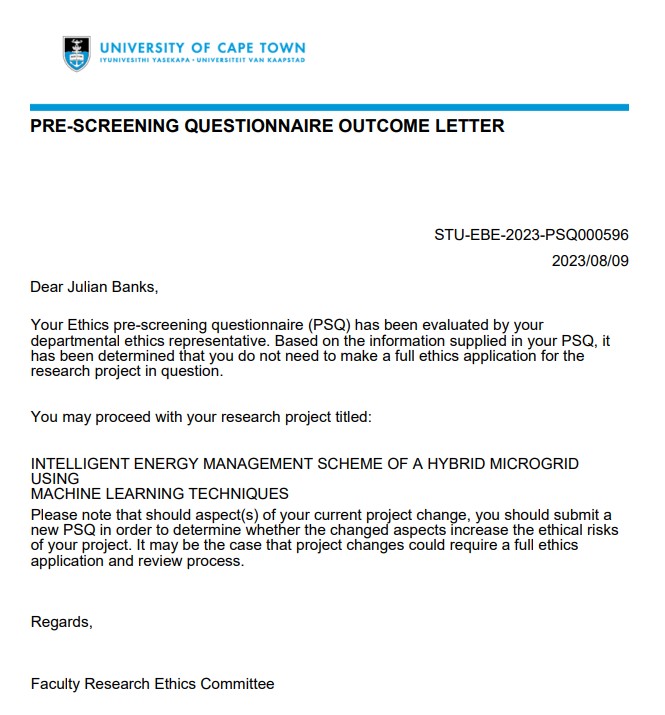 UNIVERSITY OF CAPE TOWN
IYUNIVESITHI YASEKAPA • UNIVERSITEIT VAN KAAPSTAD
PRE-SCREENING QUESTIONNAIRE OUTCOME LETTER
STU-EBE-2023-PSQ000596
2023/08/09
Dear Julian Banks,
Your Ethics pre-screening questionnaire (PSQ) has been evaluated by your
departmental ethics representative. Based on the information supplied in your PSQ, it
has been determined that you do not need to make a full ethics application for the
research project in question.
You may proceed with your research project titled:
INTELLIGENT ENERGY MANAGEMENT SCHEME OF A HYBRID MICROGRID
USING
MACHINE LEARNING TECHNIQUES
Please note that should aspect(s) of your current project change, you should submit a
new PSQ in order to determine whether the changed aspects increase the ethical risks
of your project. It may be the case that project changes could require a full ethics
application and review process.
Regards,
Faculty Research Ethics Committee